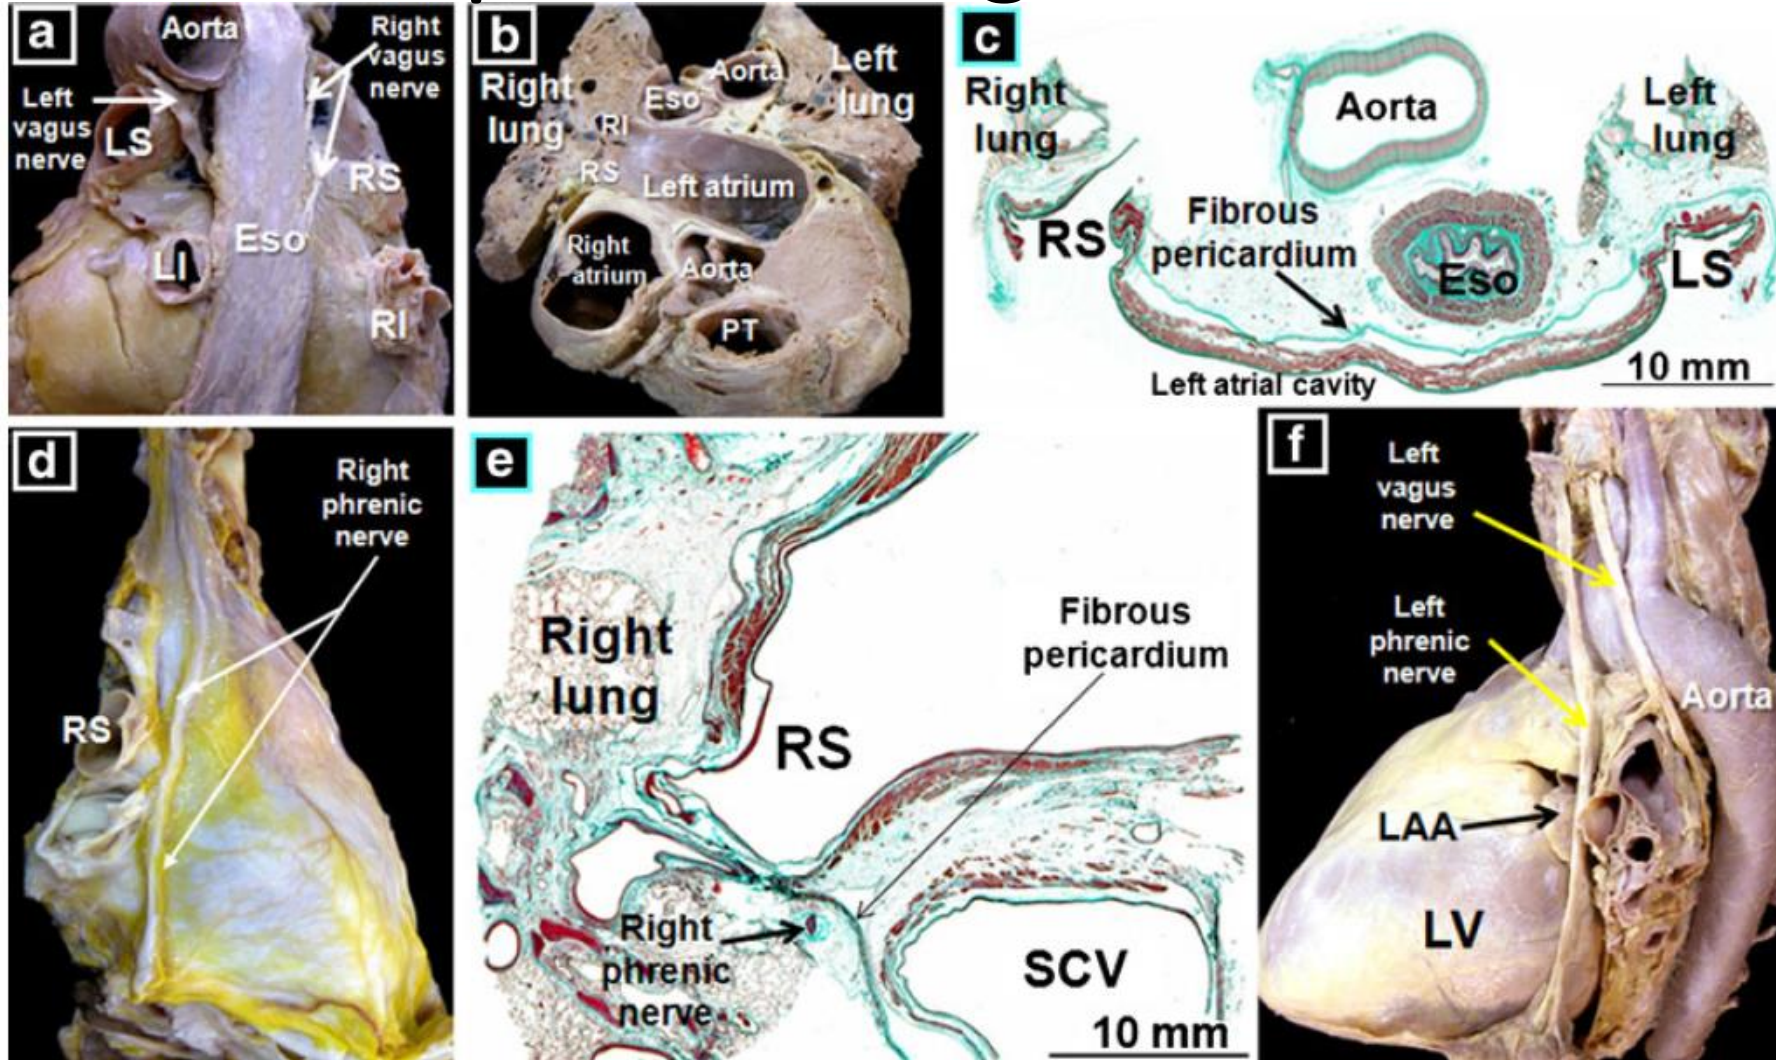 a
Aorta
Right
vagus
nerve
Left
vagus
nerve
LS
RS
Eso
LI
RI
b
Right
lung
Aorta
Left
lung
Eso
RI
RS
Left atrium
Right
atrium
Aorta
PT
c
Right
lung
Aorta
Left
lung
Fibrous
pericardium
RS
Eso
LS
Left atrial cavity
10 mm
d
Right
phrenic
nerve
RS
e
Right
lung
Fibrous
pericardium
RS
Right
phrenic
nerve
SCV
10 mm
f
Left
vagus
nerve
Left
phrenic
nerve
Aorta
LAA
LV